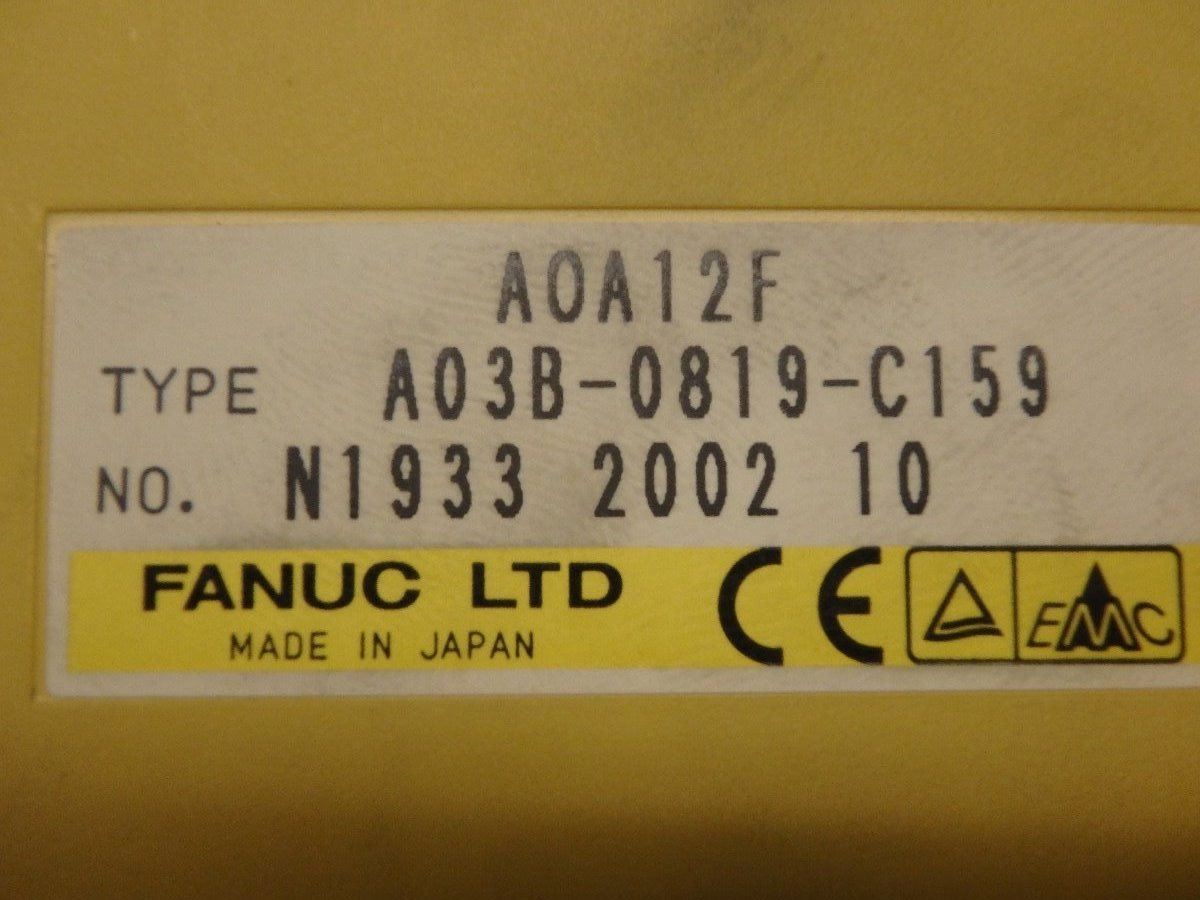 AOA12F
TYPE A03B-0819-C159
NO. N1933 2002 10
FANUC LTD CE EMC
MADE IN JAPAN